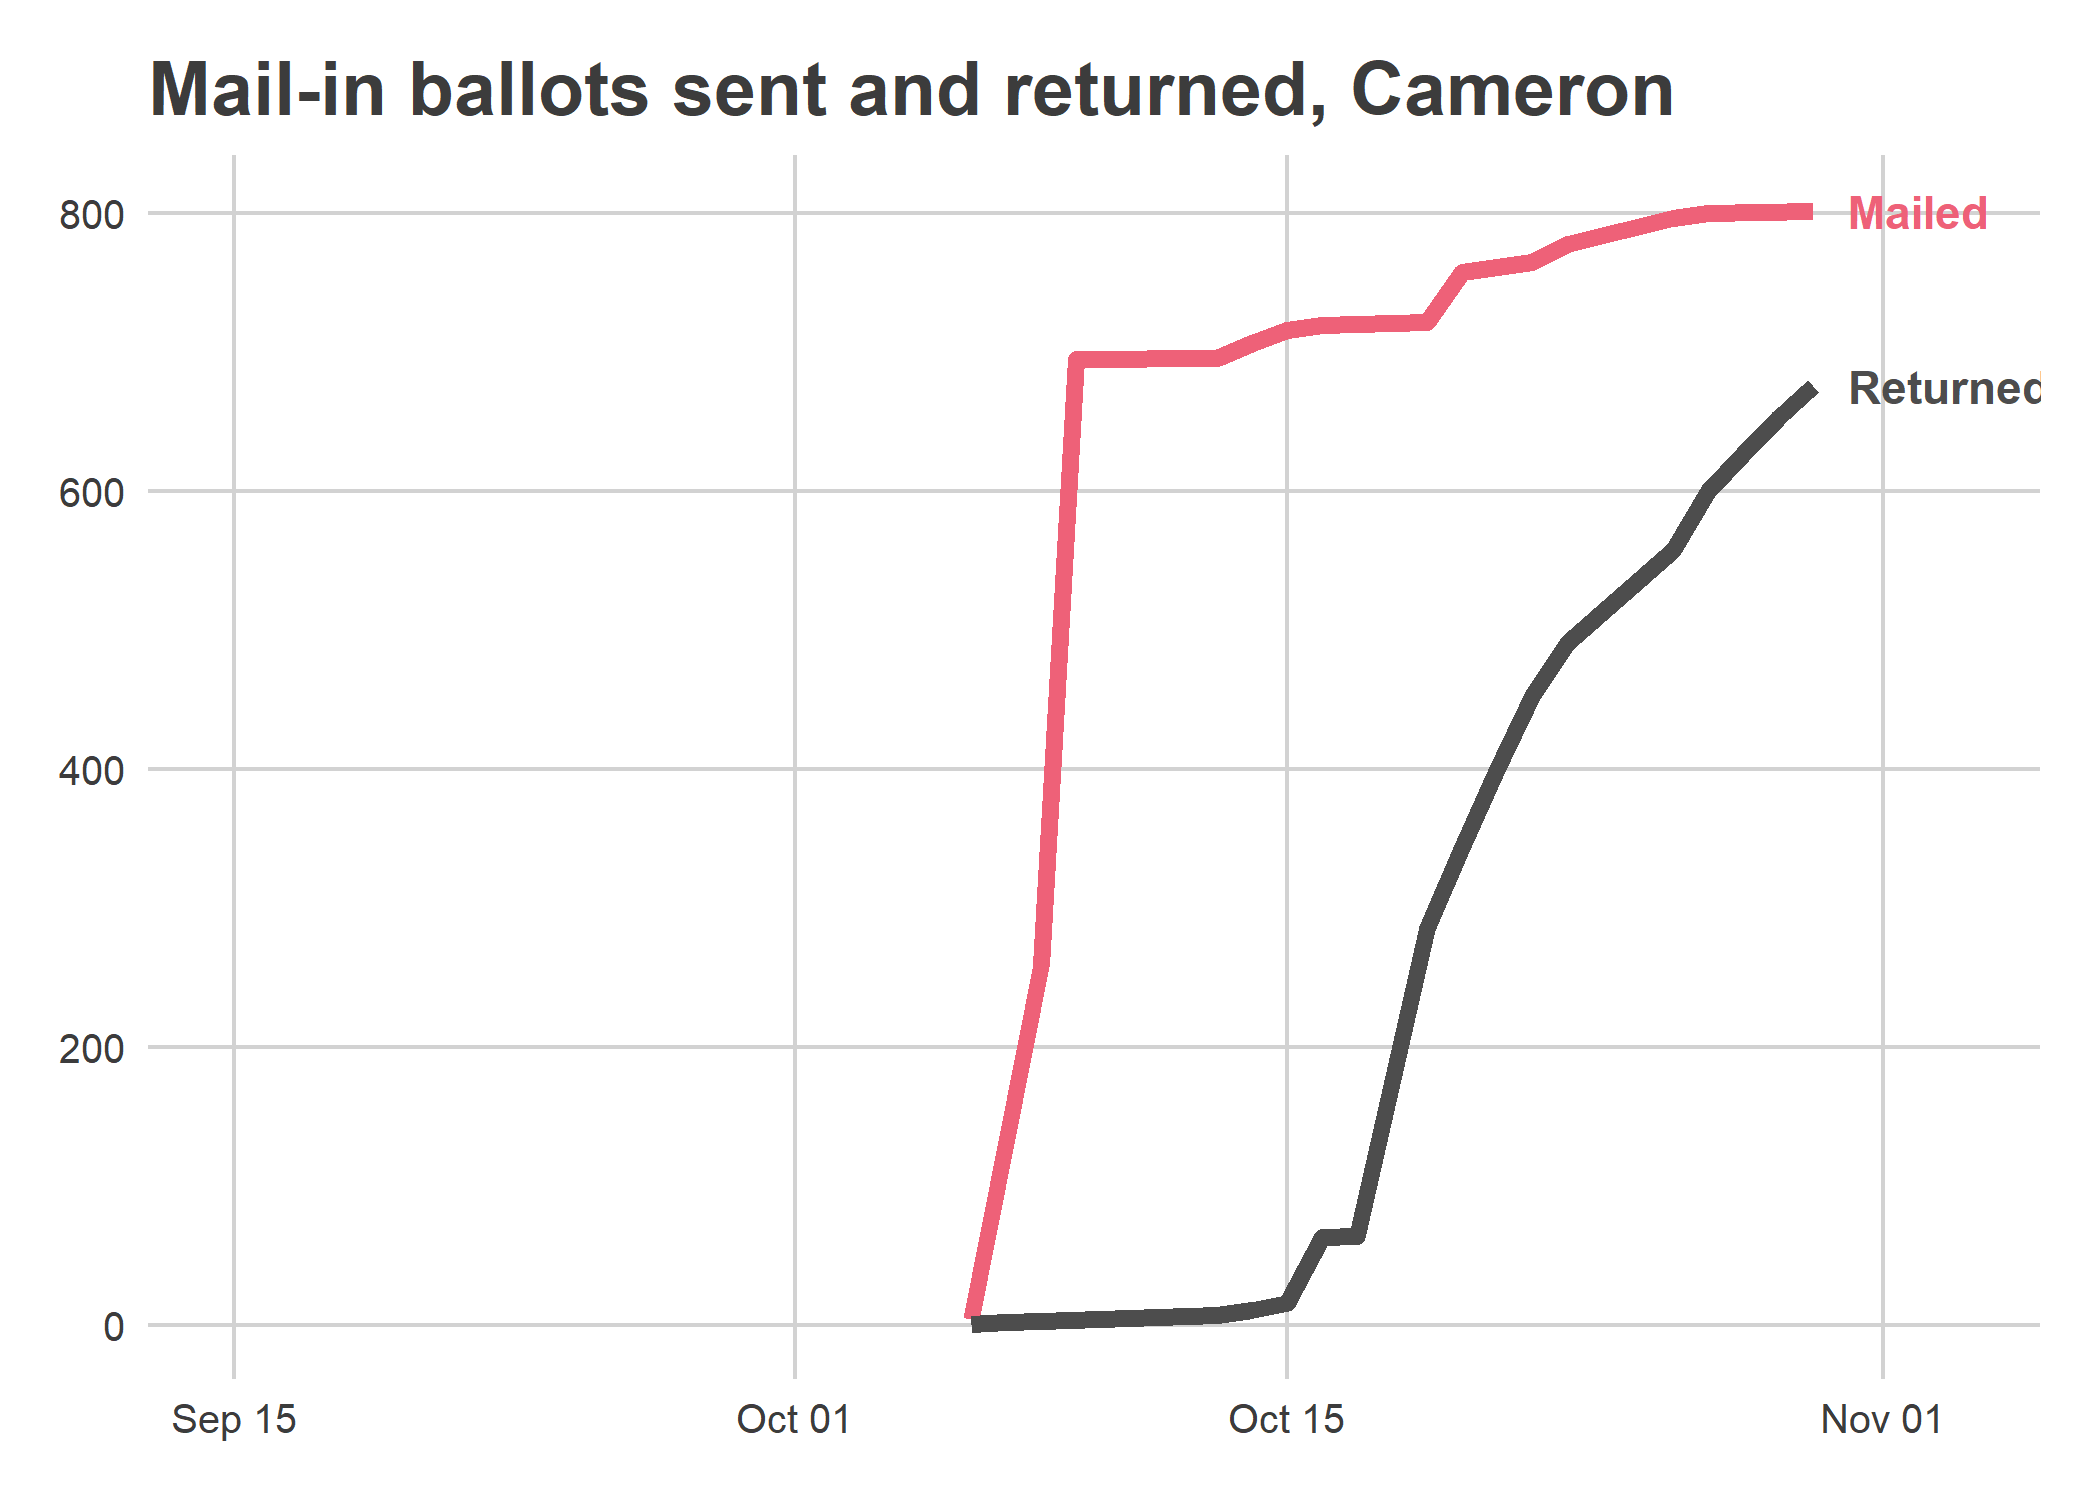 Mail-in ballots sent and returned, Cameron
800
Mailed
Returned
600
400
200
0
Sep 15
Oct 01
Oct 15
Nov 01